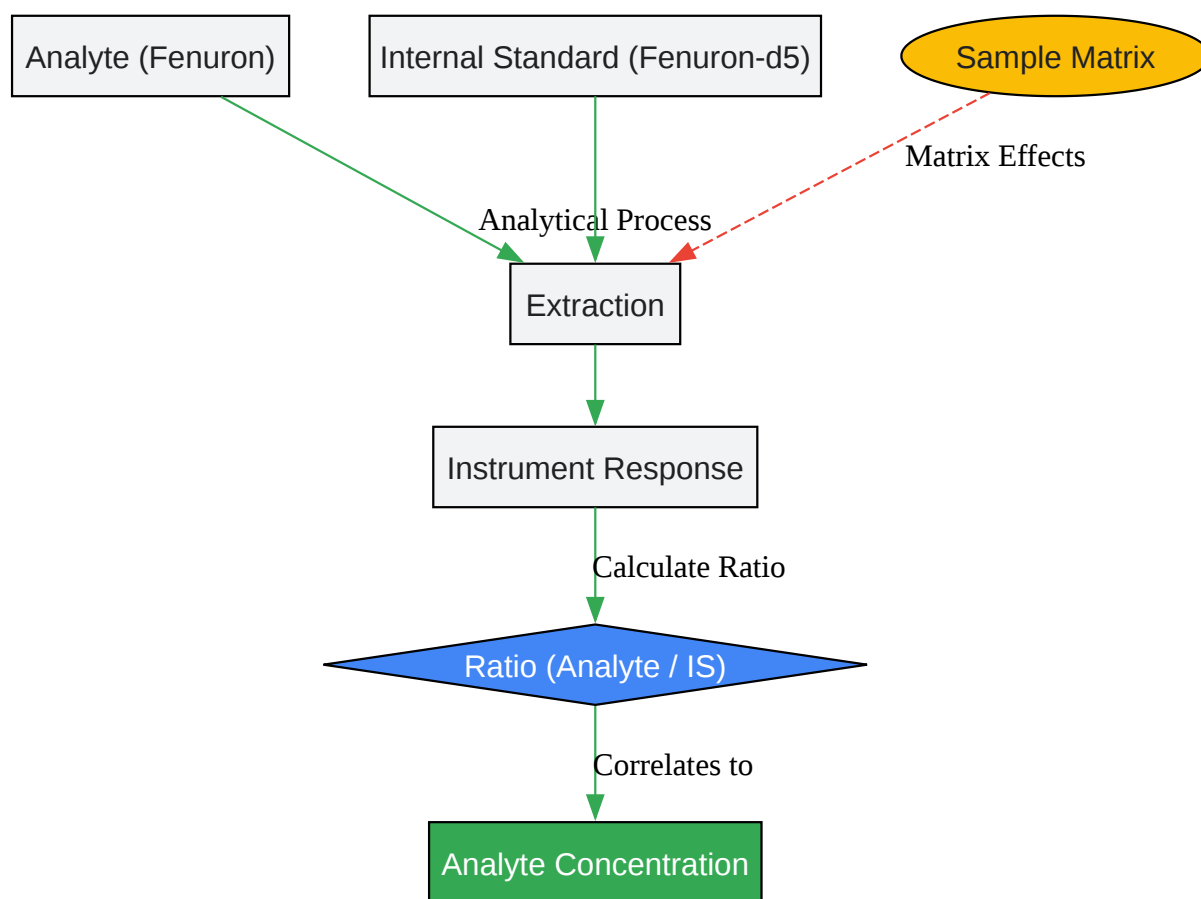 Analyte (Fenuron)
Internal Standard (Fenuron-d5)
Sample Matrix
Matrix Effects
Analytical Process
Extraction
Instrument Response
Calculate Ratio
Ratio (Analyte / IS)
Correlates to
Analyte Concentration